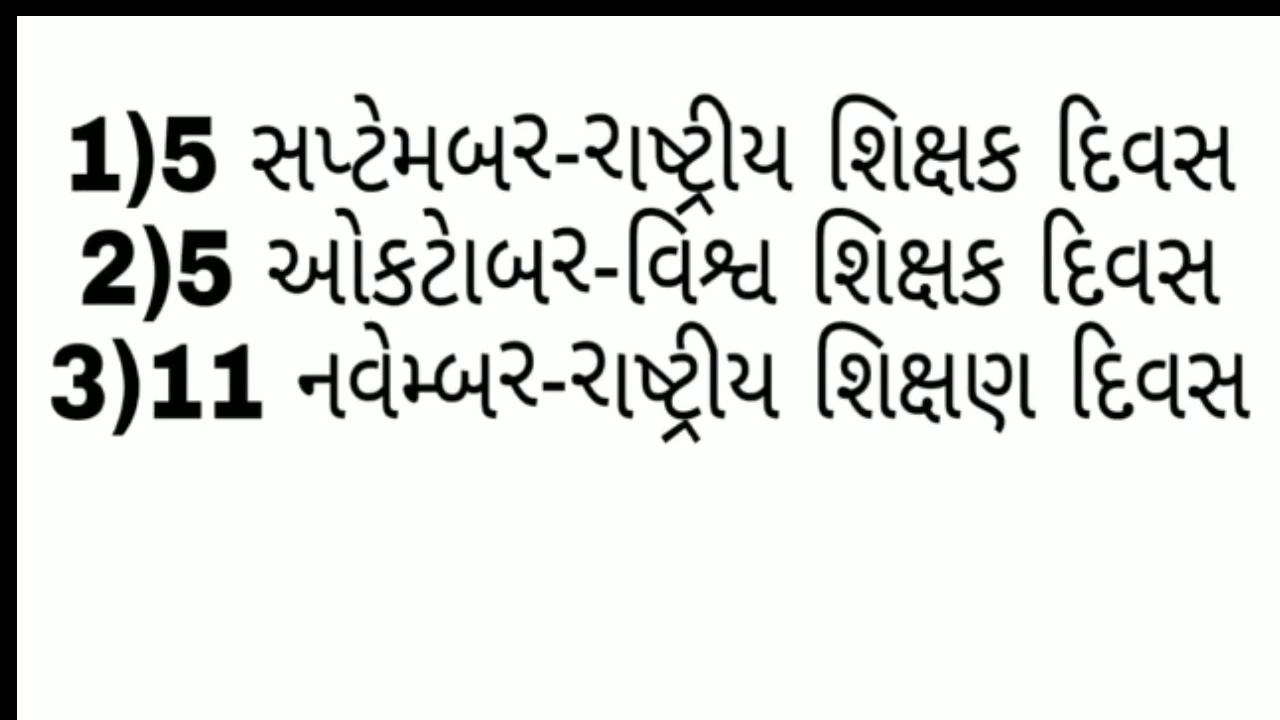 1)5 સપ્ટેમબર-રાષ્ટ્રીય શિક્ષક દિવસ
2)5 ઓકટોબર-વિશ્વ શિક્ષક દિવસ
3)11 નવેમ્બર-રાષ્ટ્રીય શિક્ષણ દિવસ